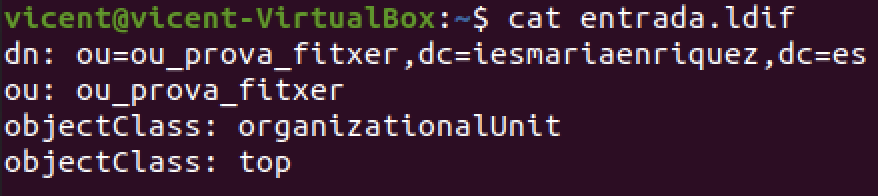 vicent@vicent-VirtualBox:~$ cat entrada.ldif
dn: ou=ou_prova_fitxer,dc=iesmariaenriquez,dc=es
ou: ou_prova_fitxer
objectClass: organizationalUnit
objectClass: top